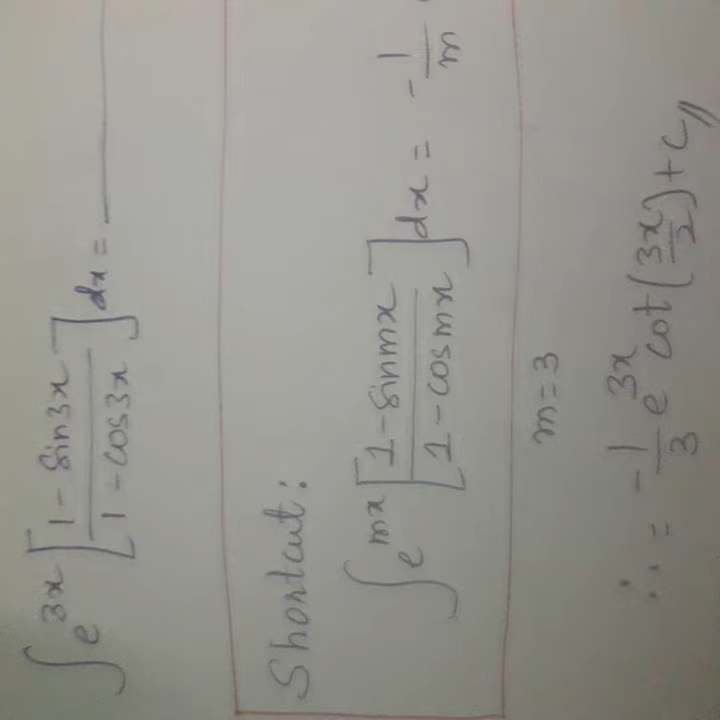 ∫ e^{3x} [ (1 - sin3x) / (1 - cos3x) ] dx = ____
Shortcut:
∫ e^{mx} [ (1 - sinmx) / (1 - cosmx) ] dx = - 1/m
m = 3
∴ = - 1/3 e^{3x} cot(3x/2) + c //